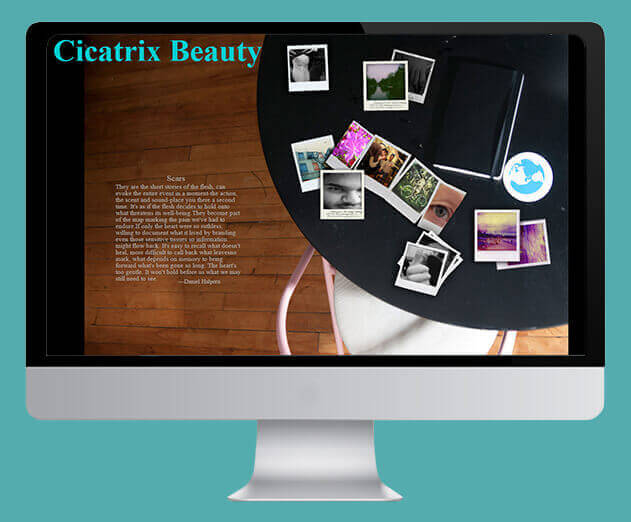 Cicatrix Beauty
Scars
They are the short stories of the flesh, can
evoke the entire event in a moment-the action,
the scent and sound-place you there a second
time. It's as if the flesh decides to hold onto
what threatens its well-being. They become part
of the map marking the pain we've had to
endure.If only the heart were so ruthless,
willing to document what it lived by branding
even those sensitive tissues so information
might flow back. It's easy to recall what doesn't
heal, more difficult to call back what leavesno
mark, what depends on memory to bring
forward what's been gone so long. The heart's
too gentle. It won't hold before us what we may
still need to see.
—Daniel Halpern